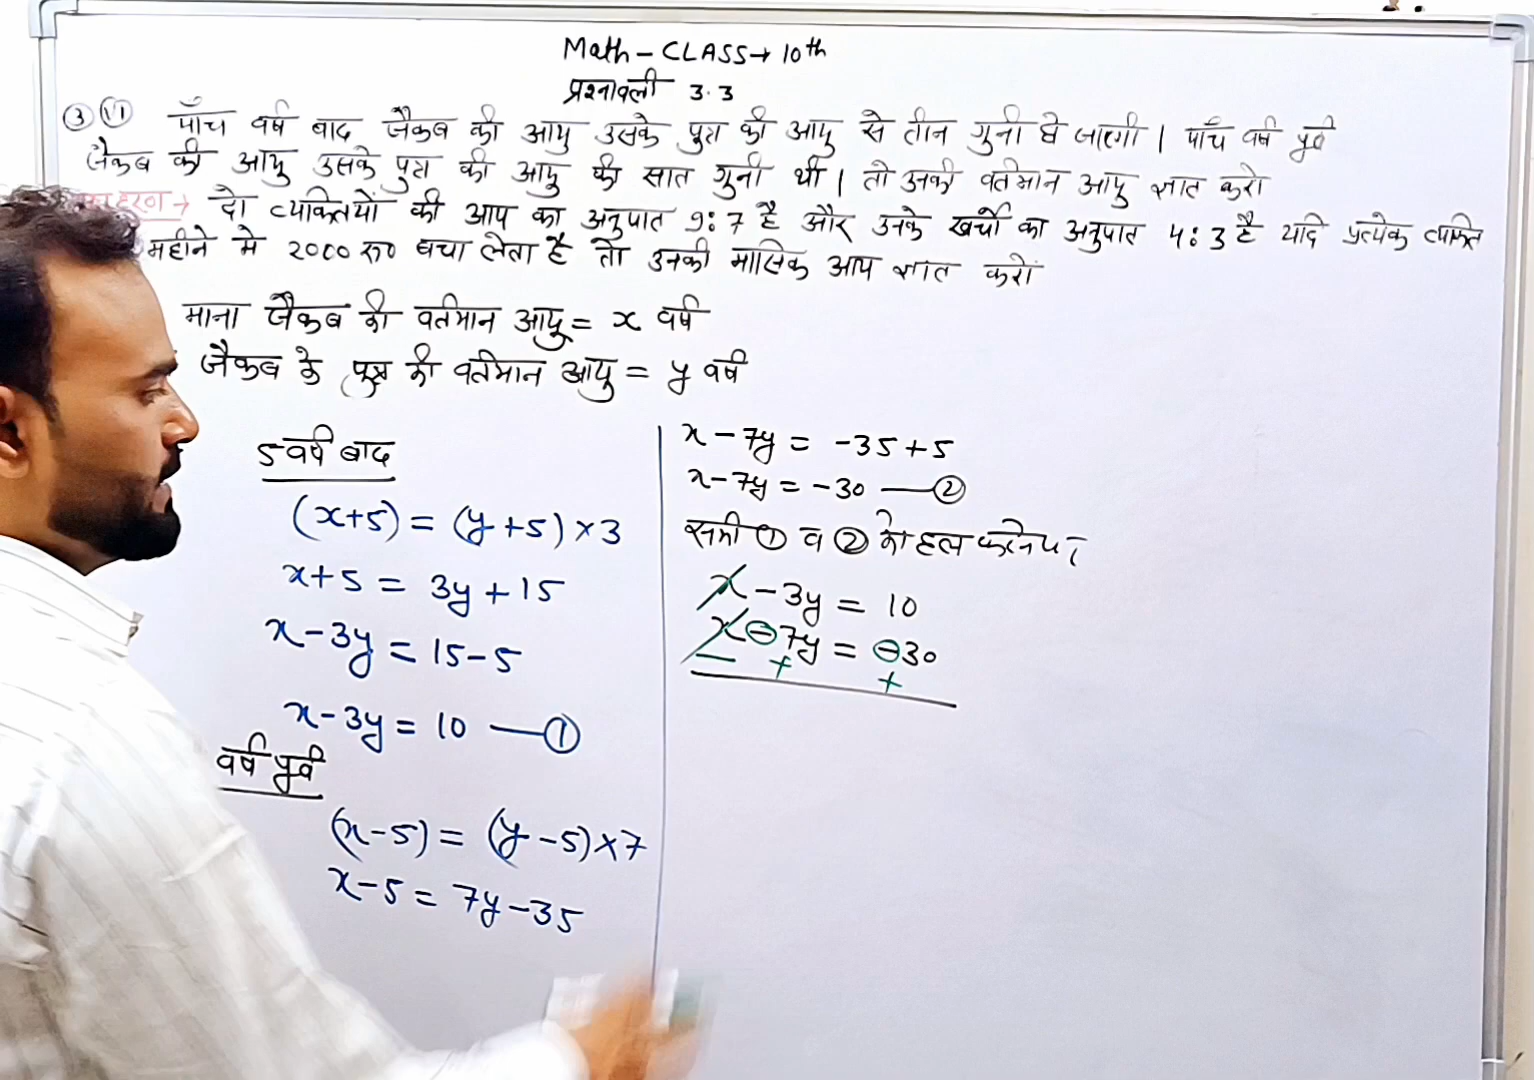 Math - CLASS → 10th
प्रश्नावली 3.3
③ ⓥⓘ पाँच वर्ष बाद जैकब की आयु उसके पुत्र की आयु से तीन गुनी हो जाएगी । पाँच वर्ष पूर्व
जैकब की आयु उसके पुत्र की आयु की सात गुनी थी । तो उनकी वर्तमान आयु ज्ञात करो
→ दो व्यक्तियों की आय का अनुपात 9:7 है और उनके खर्चो का अनुपात 4:3 है यदि प्रत्येक व्यक्ति
महीने मे 2000 रू० बचा लेता है तो उनकी मासिक आय ज्ञात करों
माना जैकब की वर्तमान आयु = x वर्ष
जैकब के पुत्र की वर्तमान आयु = y वर्ष
5 वर्ष बाद
(x+5) = (y+5)×3
x+5 = 3y+15
x-3y = 15-5
x-3y = 10 —①
वर्ष पूर्व
(x-5) = (y-5)×7
x-5 = 7y-35
x-7y = -35+5
x-7y = -30 —②
समी ① व ② को हल करने पर
x-3y = 10
x-7y = -30
- + +